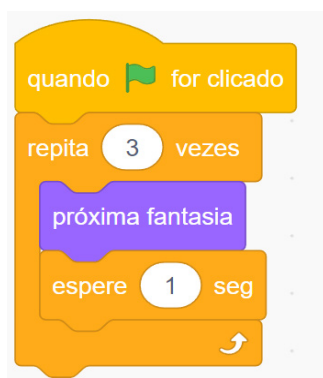 quando for clicado
repita 3 vezes
próxima fantasia
espere 1 seg